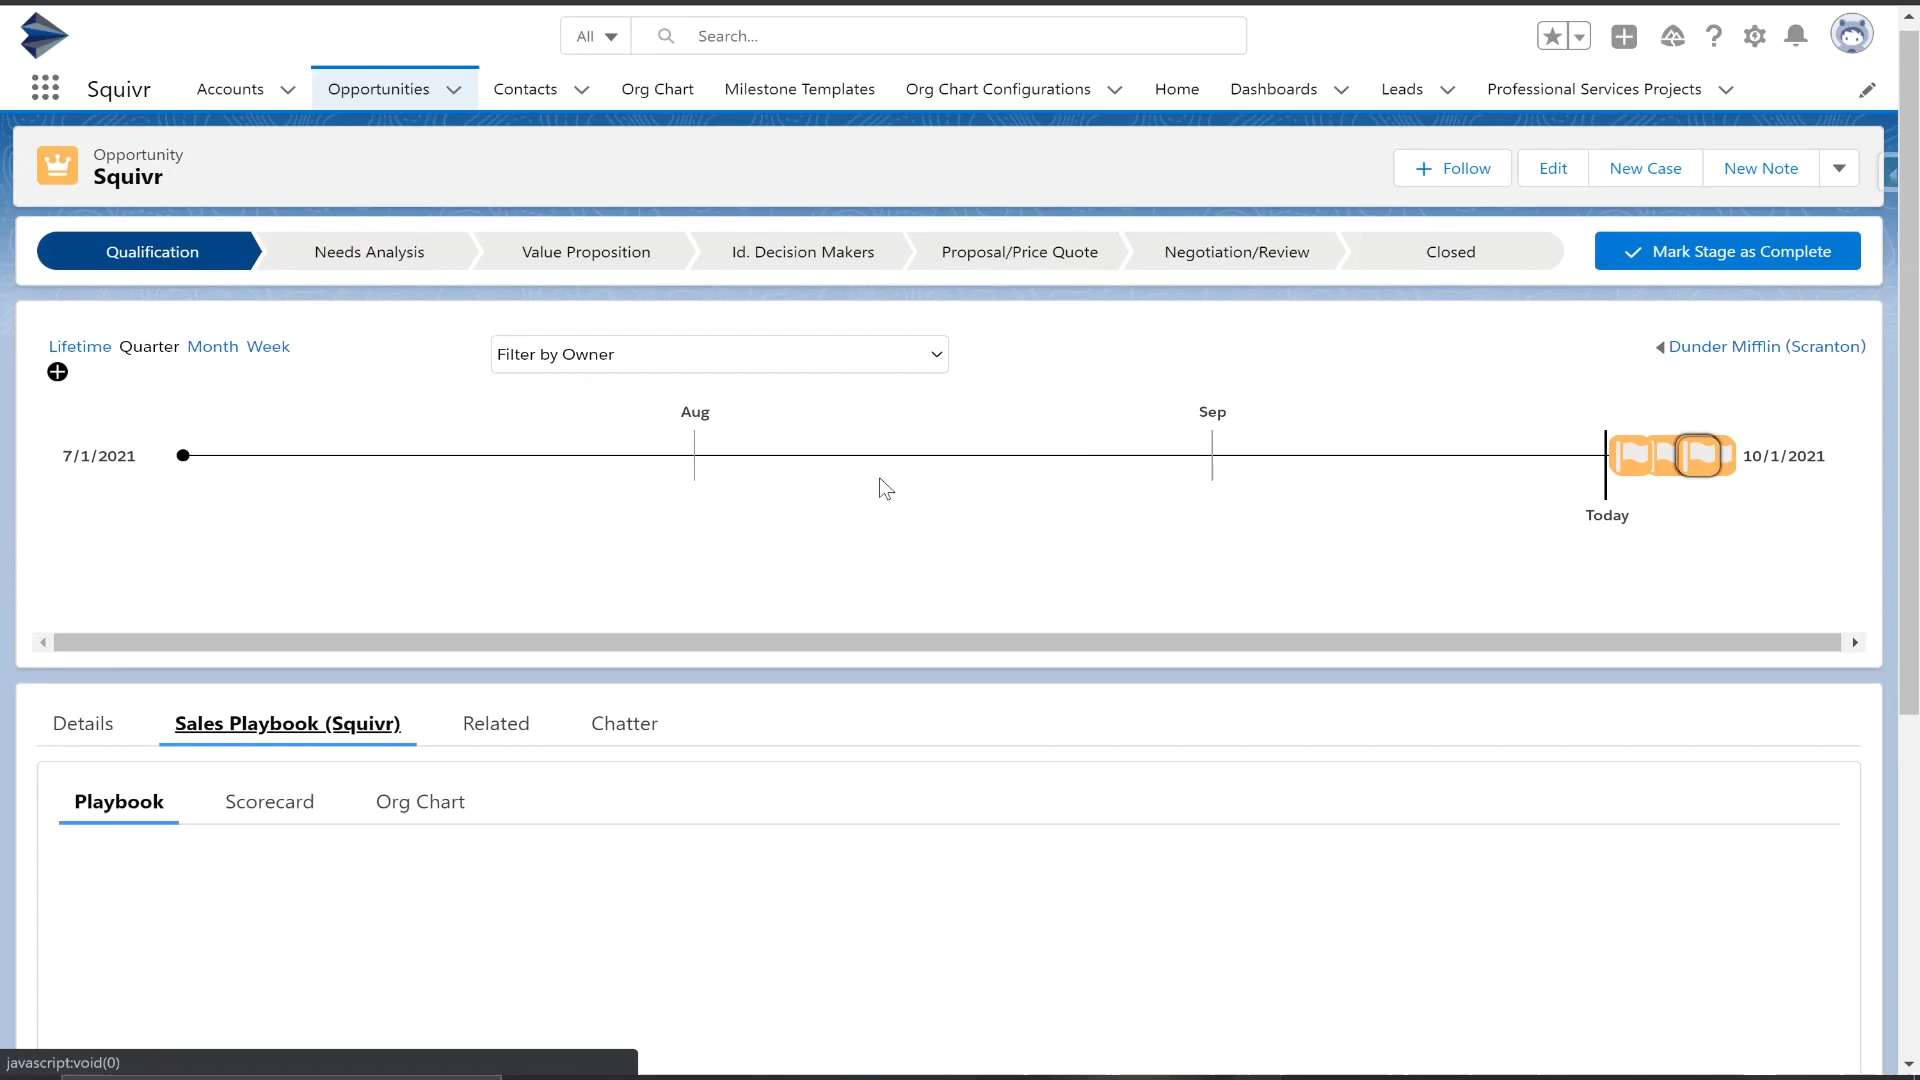 All Search...
Squivr Accounts Opportunities Contacts Org Chart Milestone Templates Org Chart Configurations Home Dashboards Leads Professional Services Projects
Opportunity
Squivr
Follow Edit New Case New Note
Qualification Needs Analysis Value Proposition Id. Decision Makers Proposal/Price Quote Negotiation/Review Closed Mark Stage as Complete
Lifetime Quarter Month Week Filter by Owner Dunder Mifflin (Scranton)
Aug Sep
7/1/2021 10/1/2021
Today
Details Sales Playbook (Squivr) Related Chatter
Playbook Scorecard Org Chart
javascript:void(0)